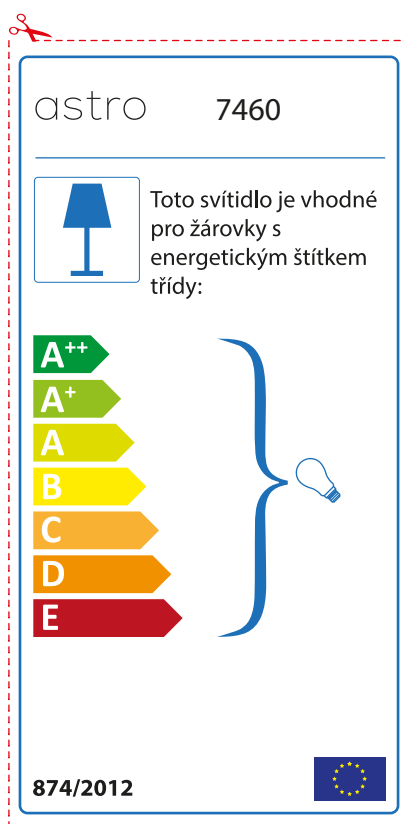 astro 7460
Toto svítidlo je vhodné
pro žárovky s
energetickým štítkem
třídy:
A++
A+
A
B
C
D
E
874/2012